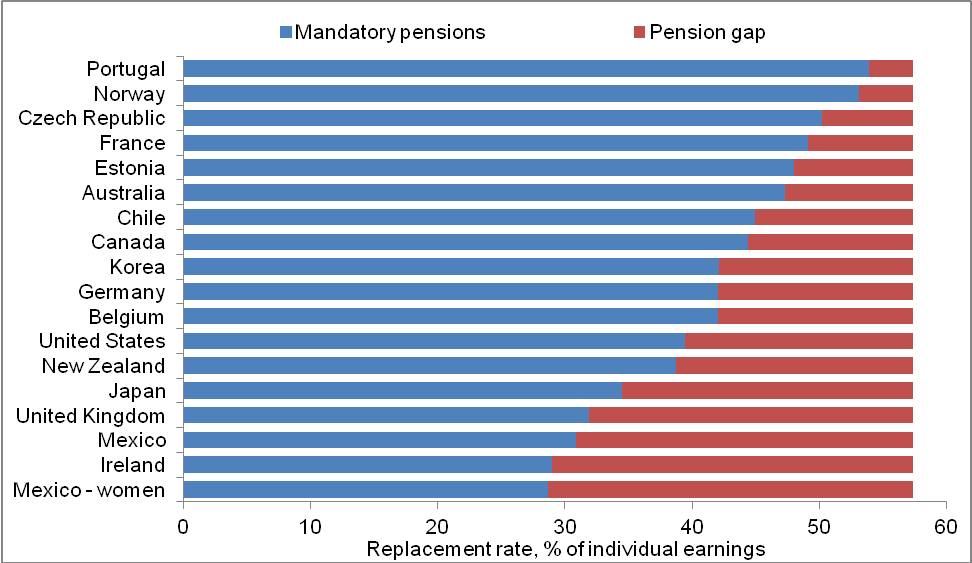 Mandatory pensions
Pension gap
Portugal
Norway
Czech Republic
France
Estonia
Australia
Chile
Canada
Korea
Germany
Belgium
United States
New Zealand
Japan
United Kingdom
Mexico
Ireland
Mexico - women
0 10 20 30 40 50 60
Replacement rate, % of individual earnings